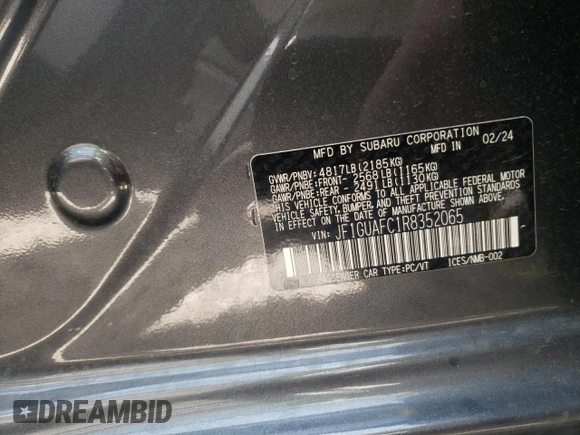 MFD BY SUBARU CORPORATION IN 02/24
GVWR/PNBV: 4817LB(2185KG)
GAWR/PNBE:FRONT- 2568LB(1165KG)
GAWR/PNBE:REAR - 2491LB(1130KG)
THIS VEHICLE CONFORMS TO ALL APPLICABLE FEDERAL MOTOR
VEHICLE SAFETY, BUMPER, AND THEFT PREVENTION STANDARDS
IN EFFECT ON THE DATE OF MANUFACTURE SHOWN ABOVE.
VIN: JF1GUAFC1R8352065
CAR TYPE:PC/VT ICES/NMB-002
DREAMBID